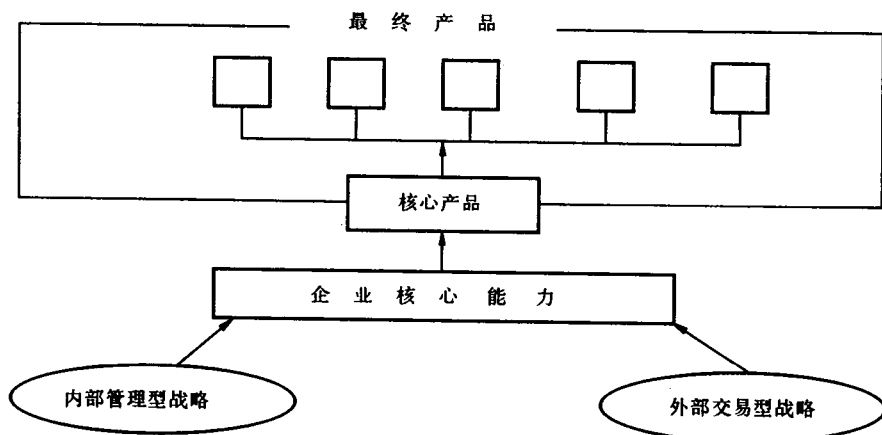 最终产品
核心产品
企业核心能力
内部管理型战略
外部交易型战略